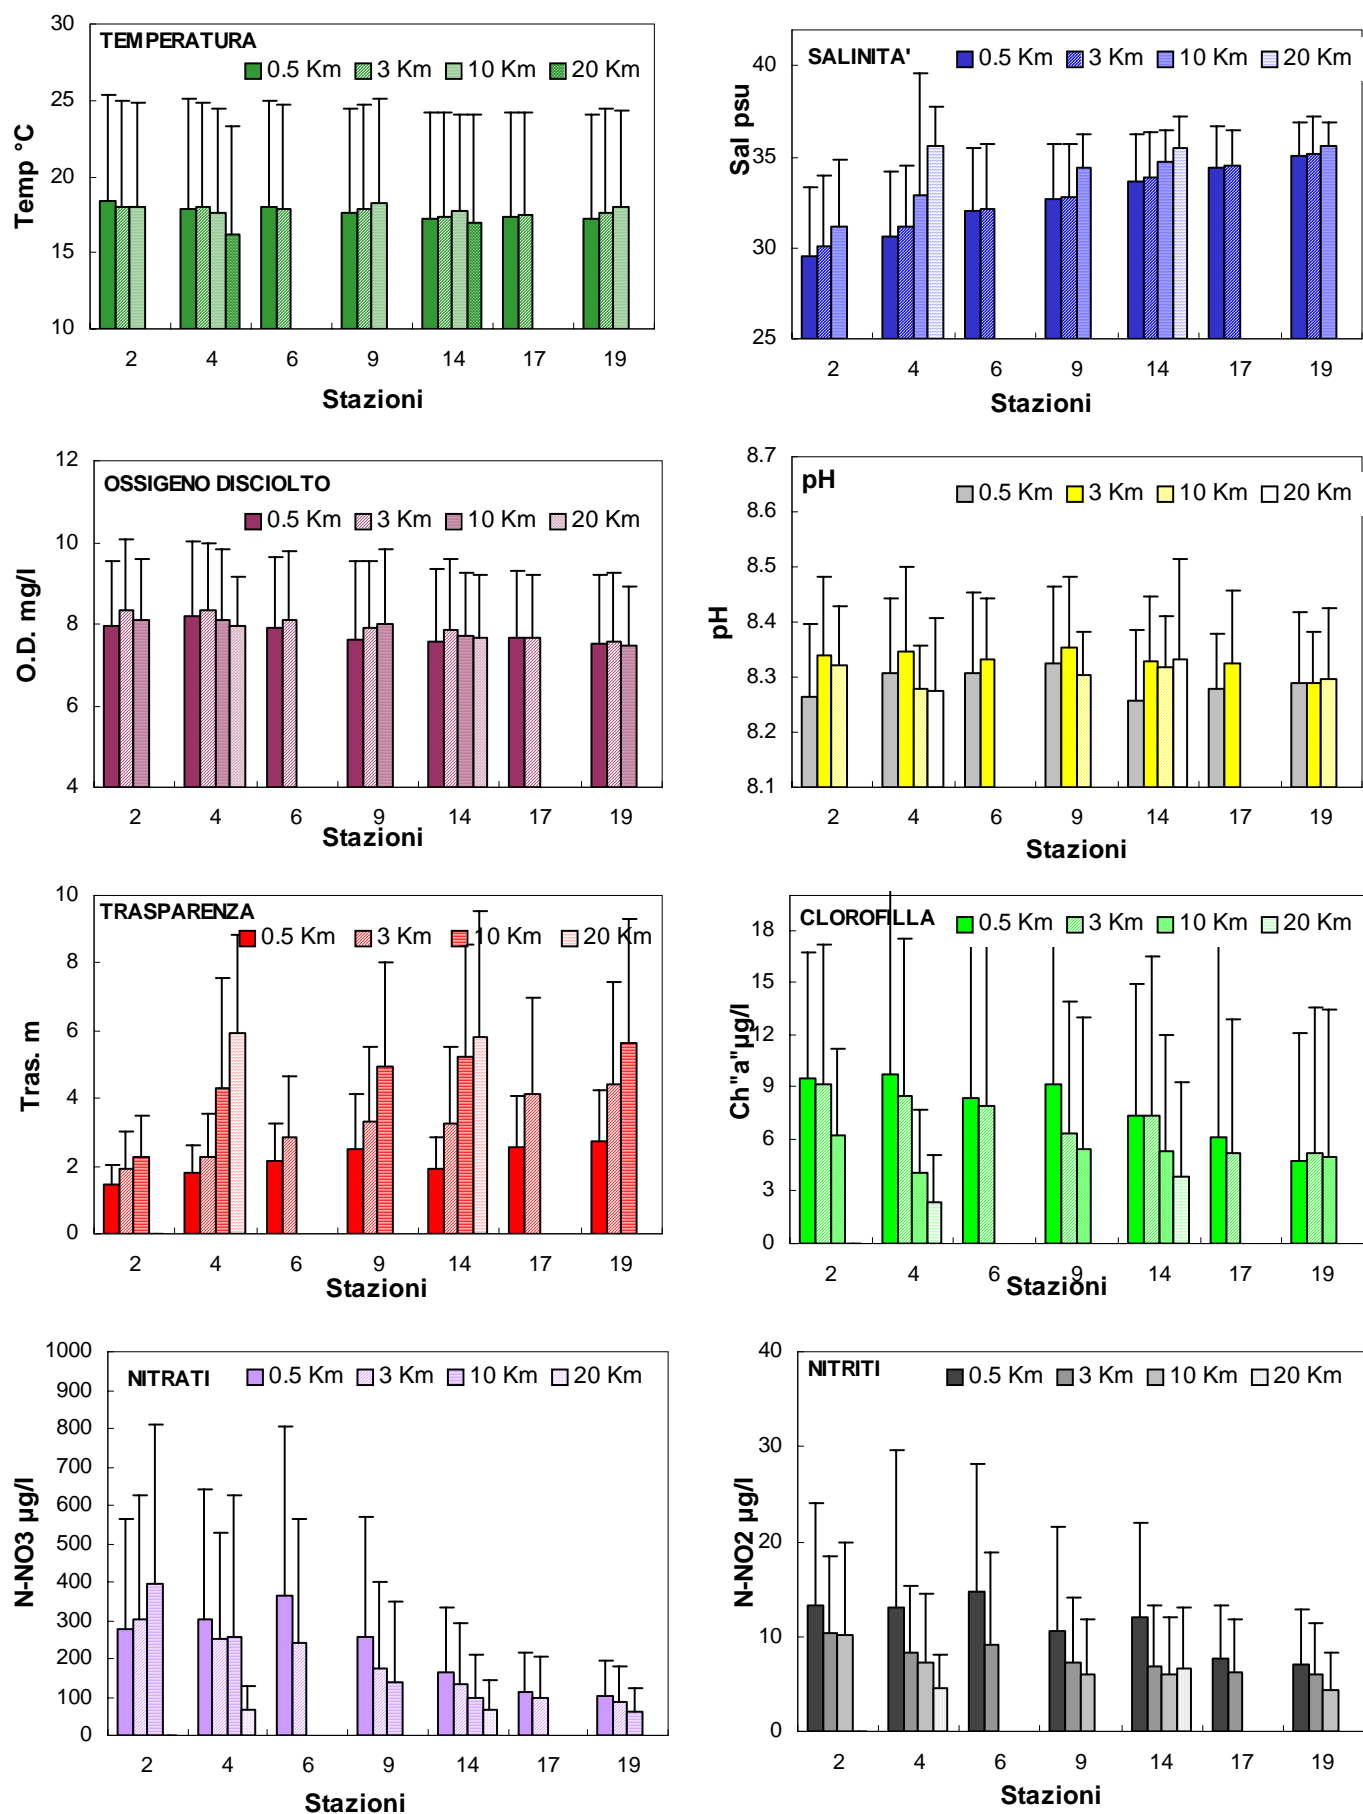 TEMPERATURA
0.5 Km 3 Km 10 Km 20 Km
Temp °C
30
25
20
15
10
2 4 6 9 14 17 19
Stazioni
SALINITA'
0.5 Km 3 Km 10 Km 20 Km
Sal psu
40
35
30
25
2 4 6 9 14 17 19
Stazioni
OSSIGENO DISCIOLTO
0.5 Km 3 Km 10 Km 20 Km
O.D. mg/l
12
10
8
6
4
2 4 6 9 14 17 19
Stazioni
pH
0.5 Km 3 Km 10 Km 20 Km
pH
8.7
8.6
8.5
8.4
8.3
8.2
8.1
2 4 6 9 14 17 19
Stazioni
TRASPARENZA
0.5 Km 3 Km 10 Km 20 Km
Tras. m
10
8
6
4
2
0
2 4 6 9 14 17 19
Stazioni
CLOROFILLA
0.5 Km 3 Km 10 Km 20 Km
Ch"a"µg/l
18
15
12
9
6
3
0
2 4 6 9 14 17 19
Stazioni
NITRATI
0.5 Km 3 Km 10 Km 20 Km
N-NO3 µg/l
1000
900
800
700
600
500
400
300
200
100
0
2 4 6 9 14 17 19
Stazioni
NITRITI
0.5 Km 3 Km 10 Km 20 Km
N-NO2 µg/l
40
30
20
10
0
2 4 6 9 14 17 19
Stazioni